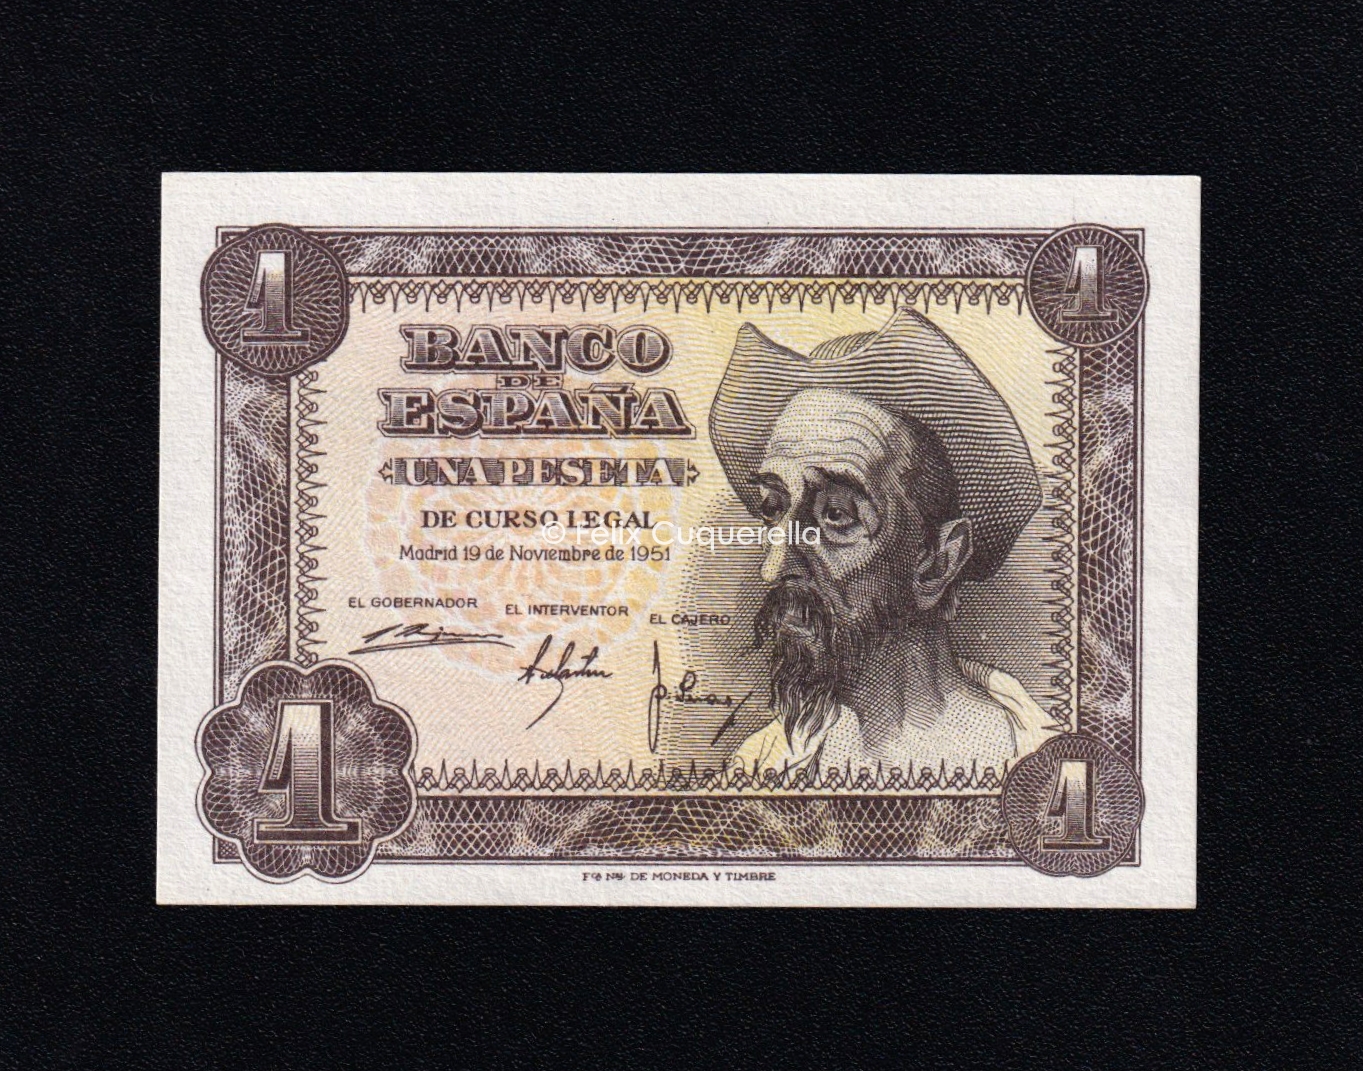 1
1
BANCO
DE
ESPAÑA
UNA PESETA
DE CURSO LEGAL
© Félix Cuquerella
Madrid 19 de Noviembre de 1951
EL GOBERNADOR
EL INTERVENTOR
EL CAJERO
1
1
FCA NAL DE MONEDA Y TIMBRE